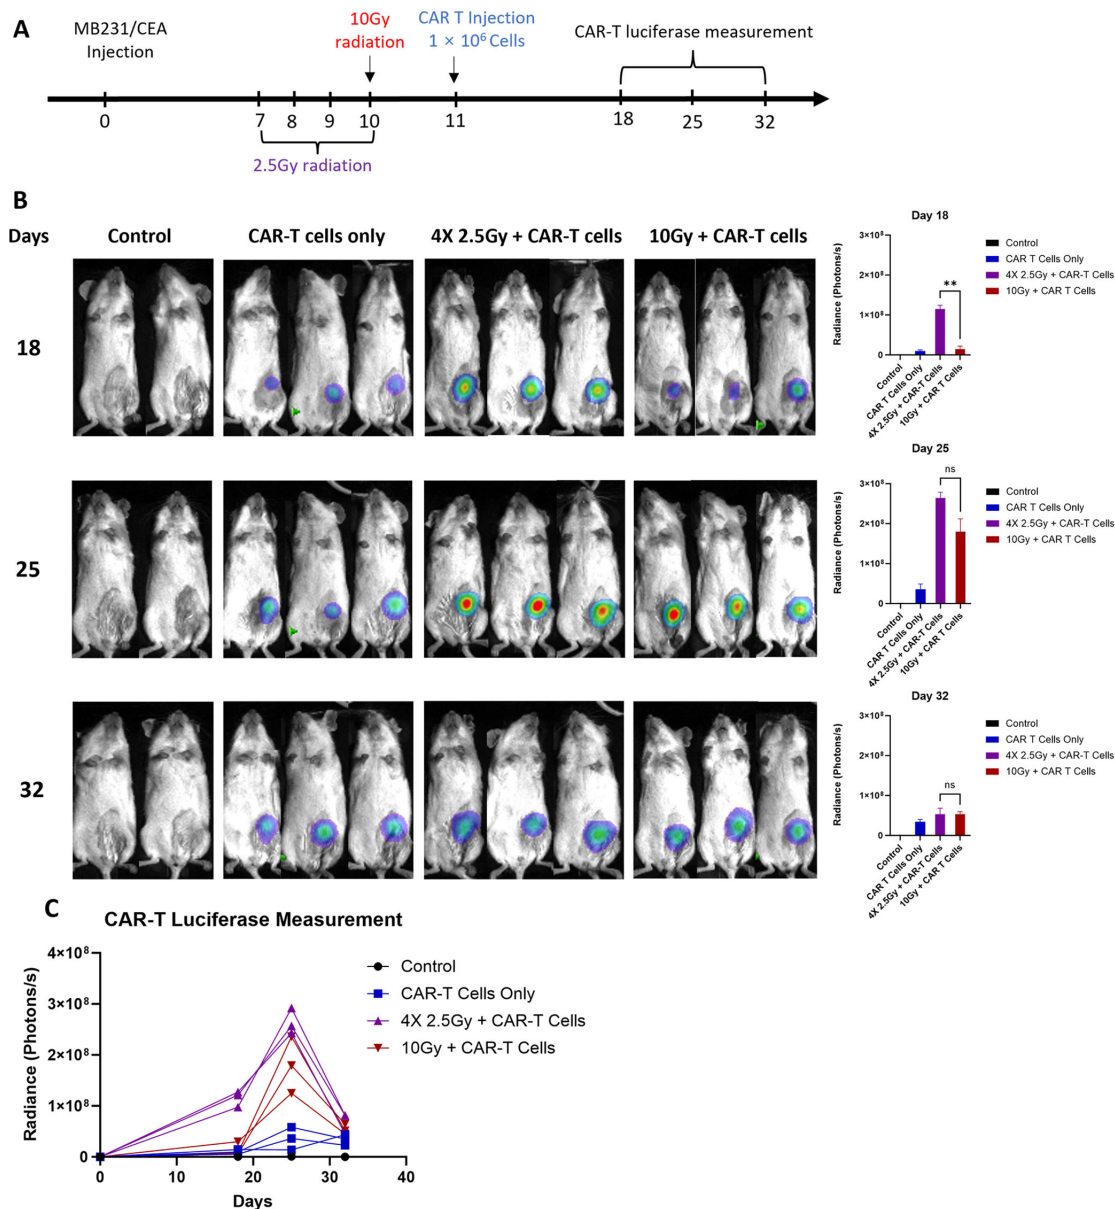 A
MB231/CEA
Injection
10Gy
radiation
CAR T Injection
1 × 10⁶ Cells
CAR-T luciferase measurement
0
7
8
9
10
11
18
25
32
2.5Gy radiation
B
Days
Control
CAR-T cells only
4X 2.5Gy + CAR-T cells
10Gy + CAR-T cells
18
Day 18
Radiance (Photons/s)
3×10⁸
2×10⁸
1×10⁸
0
**
Control
CAR T Cells Only
4X 2.5Gy + CAR-T Cells
10Gy + CAR T Cells
Control
CAR T Cells Only
4X 2.5Gy + CAR-T Cells
10Gy + CAR T Cells
25
Day 25
Radiance (Photons/s)
3×10⁸
2×10⁸
1×10⁸
0
ns
Control
CAR T Cells Only
4X 2.5Gy + CAR-T Cells
10Gy + CAR T Cells
Control
CAR T Cells Only
4X 2.5Gy + CAR-T Cells
10Gy + CAR T Cells
32
Day 32
Radiance (Photons/s)
3×10⁸
2×10⁸
1×10⁸
0
ns
Control
CAR T Cells Only
4X 2.5Gy + CAR-T Cells
10Gy + CAR T Cells
Control
CAR T Cells Only
4X 2.5Gy + CAR-T Cells
10Gy + CAR T Cells
C
CAR-T Luciferase Measurement
Radiance (Photons/s)
4×10⁸
3×10⁸
2×10⁸
1×10⁸
0
0
10
20
30
40
Days
Control
CAR-T Cells Only
4X 2.5Gy + CAR-T Cells
10Gy + CAR-T Cells